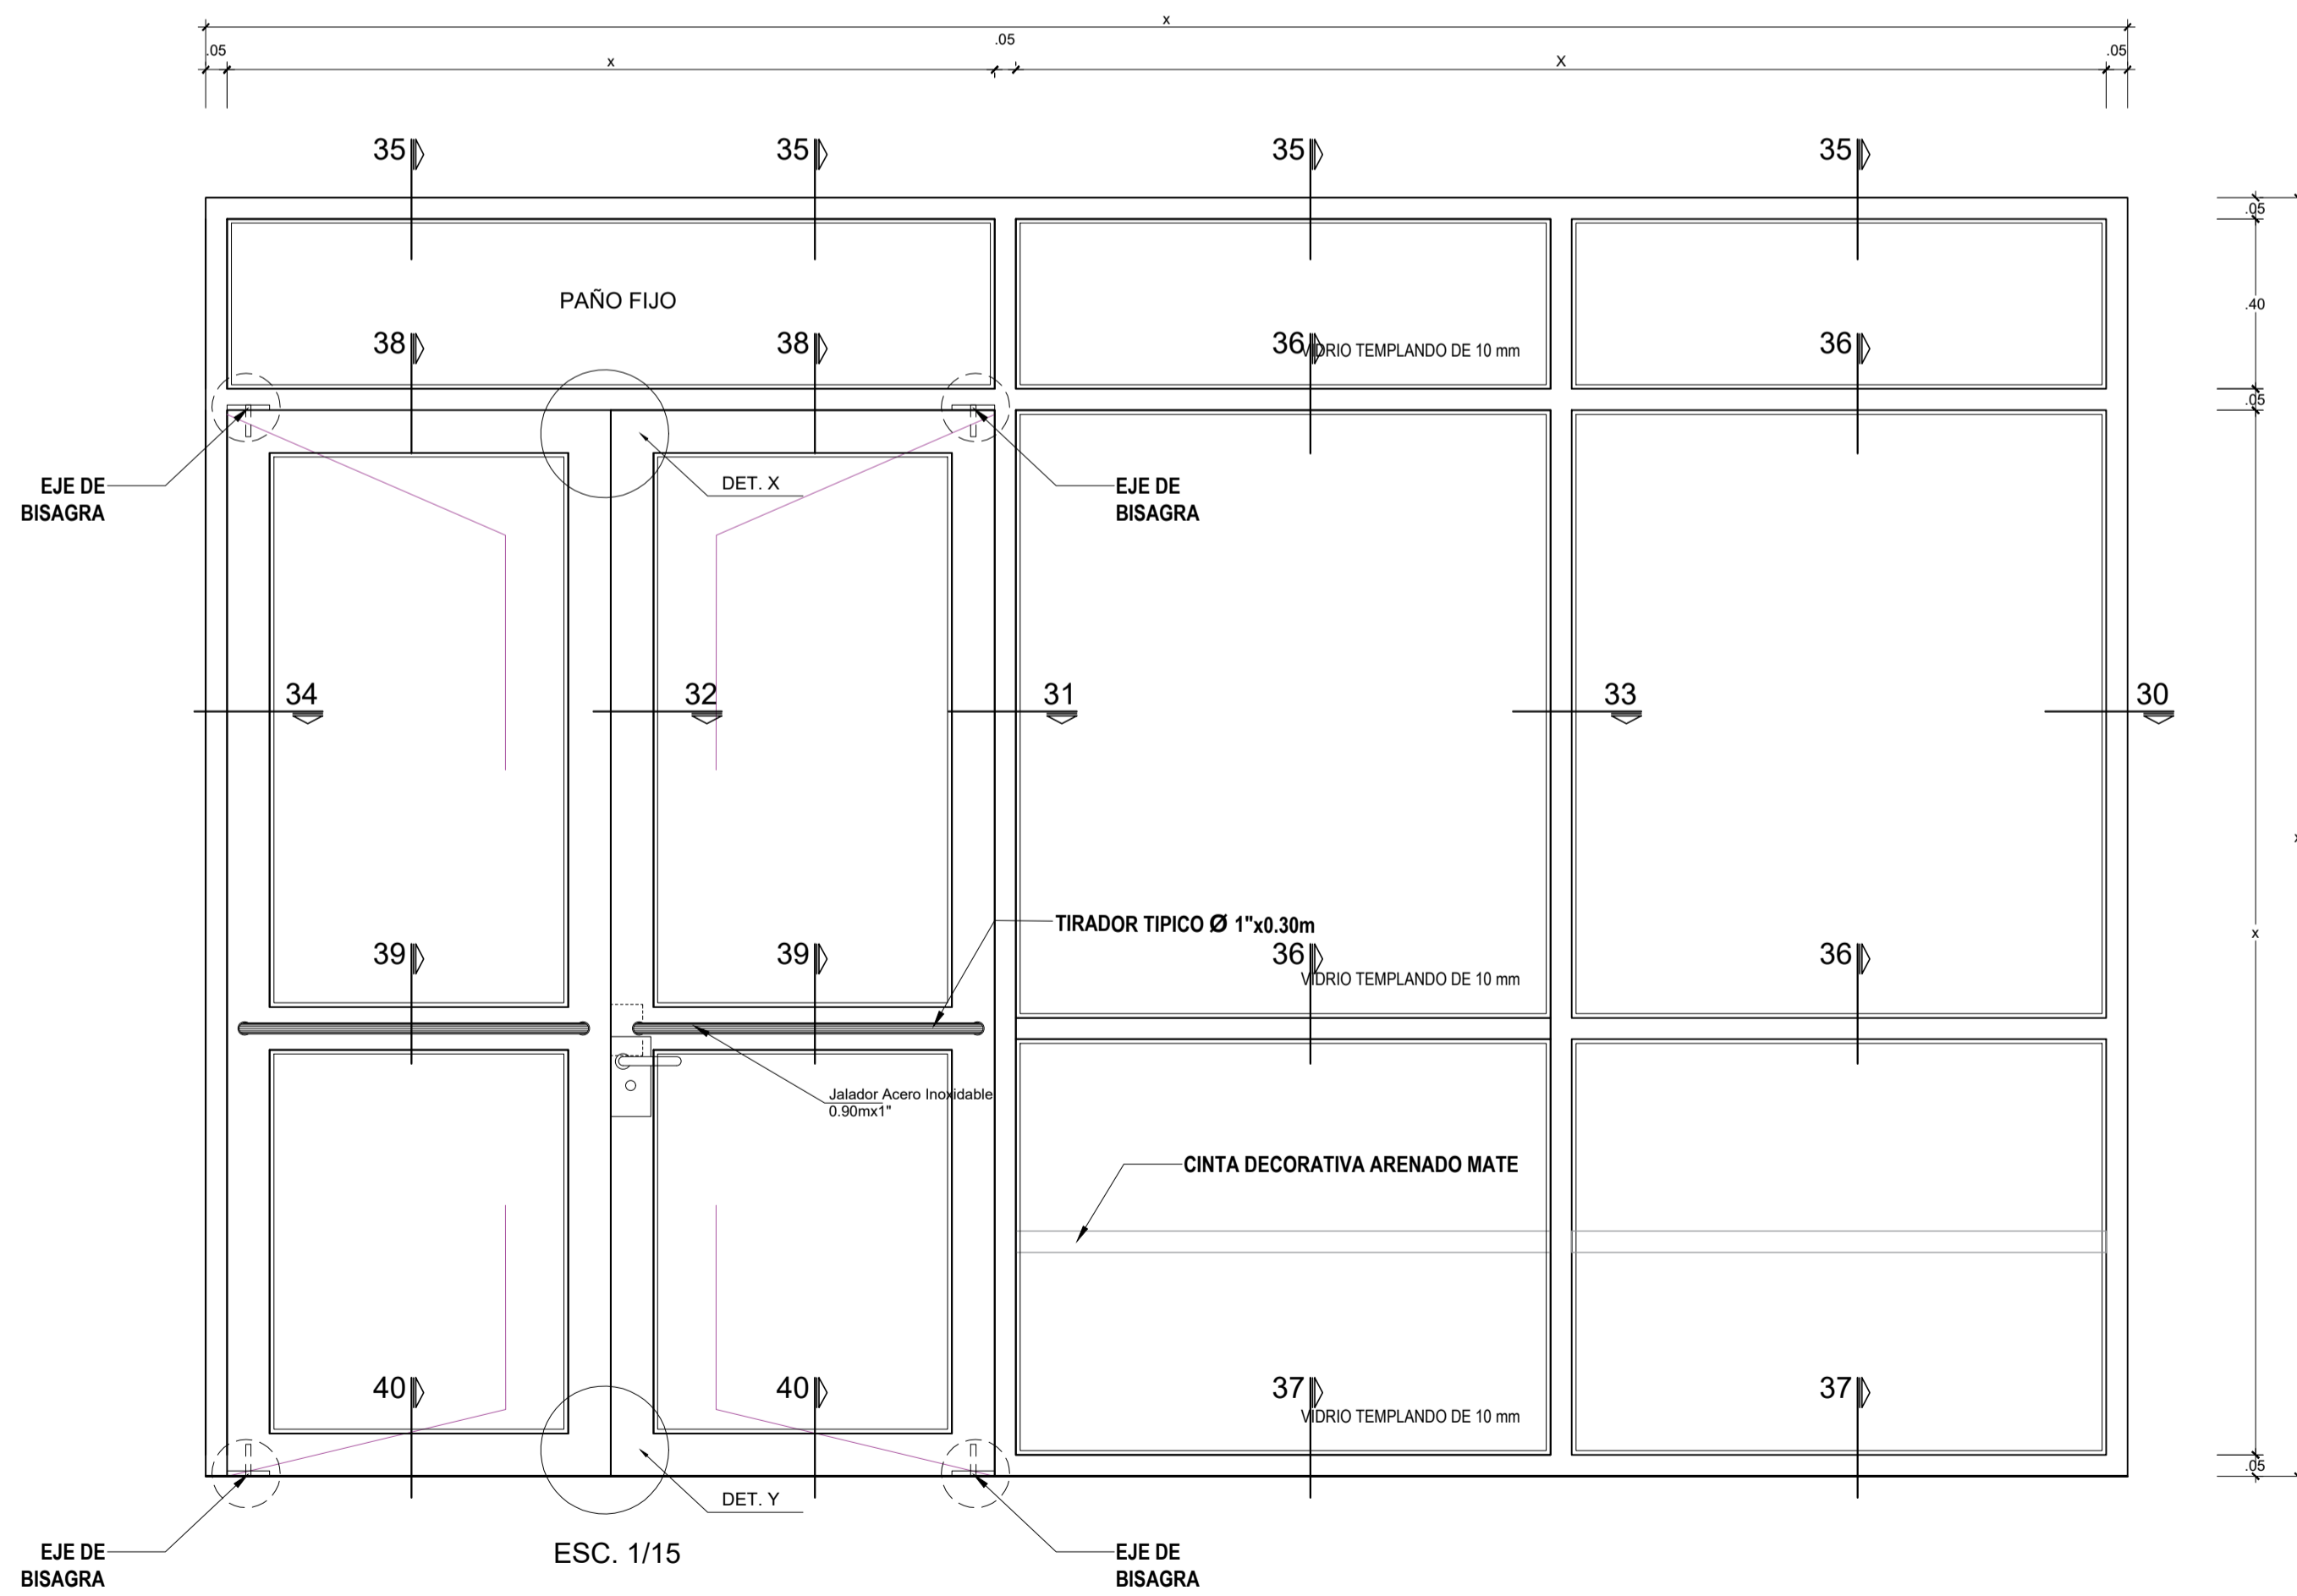 x
.05
.05
.05
x
X
35
35
35
35
.05
PAÑO FIJO
.40
38
38
36
36
VIDRIO TEMPLANDO DE 10 mm
.05
EJE DE
BISAGRA
DET. X
EJE DE
BISAGRA
34
32
31
33
30
x
TIRADOR TIPICO Ø 1"x0.30m
x
39
39
36
36
VIDRIO TEMPLANDO DE 10 mm
Jalador Acero Inoxidable
0.90mx1"
CINTA DECORATIVA ARENADO MATE
40
40
37
37
VIDRIO TEMPLANDO DE 10 mm
.05
DET. Y
EJE DE
BISAGRA
ESC. 1/15
EJE DE
BISAGRA